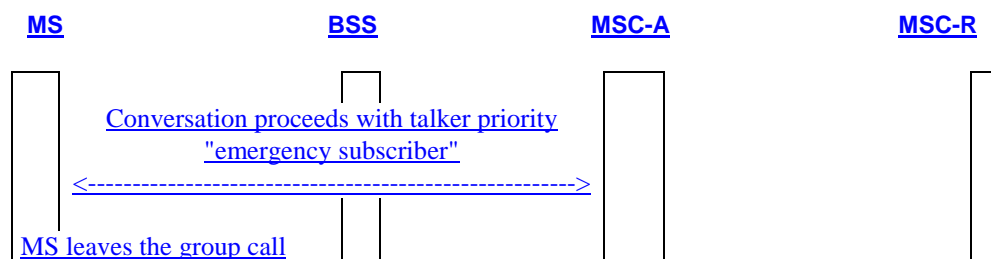 MS BSS MSC-A MSC-R
Conversation proceeds with talker priority
"emergency subscriber"
<------------------------------------------------------->
MS leaves the group call